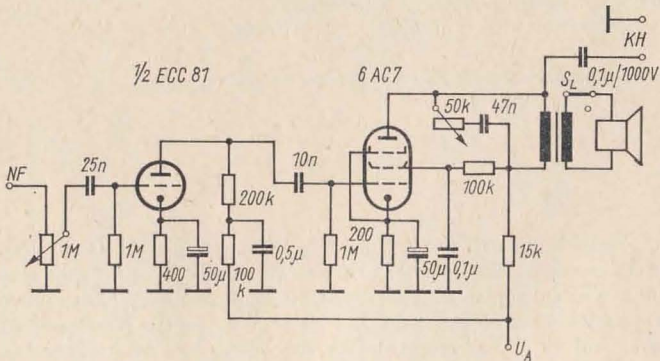 KH
½ ECC 81
6 AC7
0,1µ/1000V
S_L
50k
47n
NF
25n
10n
200k
100k
1M
1M
400
50µ
100
k
0,5µ
1M
200
50µ
0,1µ
15k
U_A